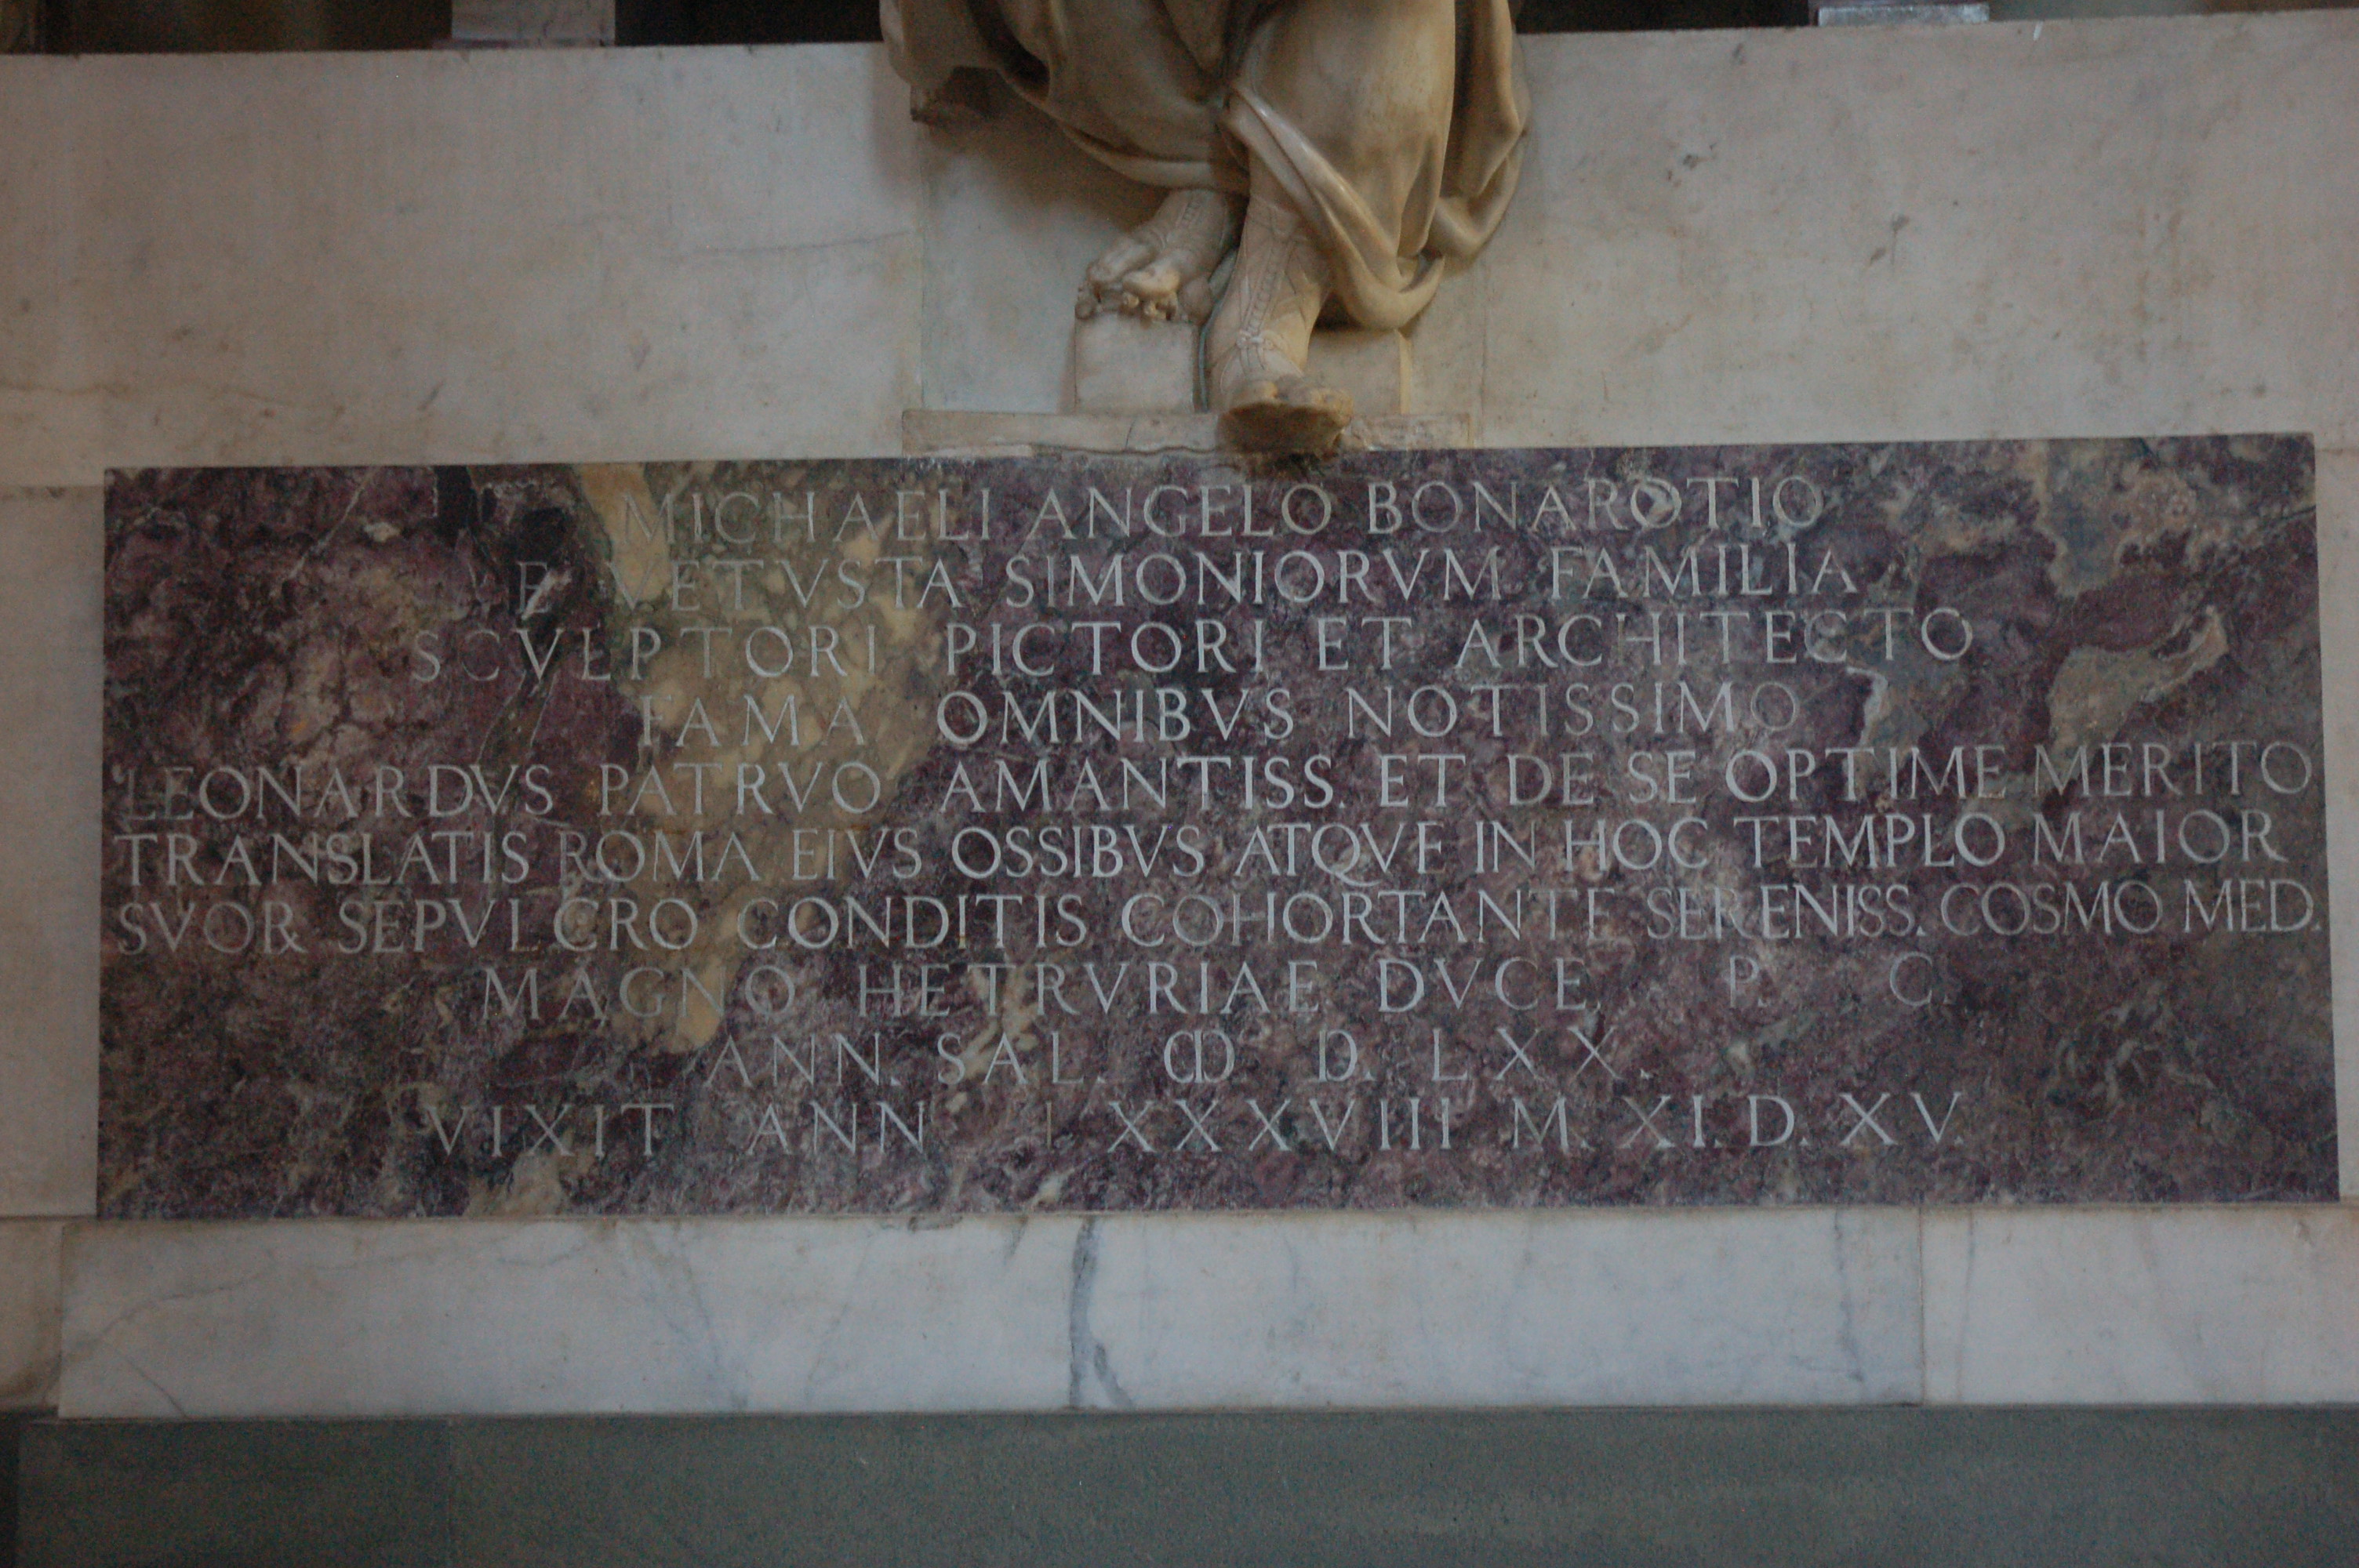 MICHAELI ANGELO BONAROTIO
E VETVSTA SIMONIORVM FAMILIA
SCVLPTORI PICTORI ET ARCHITECTO
FAMA OMNIBVS NOTISSIMO
LEONARDVS PATRVO AMANTISS. ET DE SE OPTIME MERITO
TRANSLATIS ROMA EIVS OSSIBVS ATQVE IN HOC TEMPLO MAIOR
SVOR SEPVLCRO CONDITIS COHORTANTE SERENISS. COSMO MED.
MAGNO HETRVRIAE DVCE P. C.
ANN. SAL. CIↃ. IↃ. LXX.
VIXIT ANN LXXXVIII M. XI. D. XV.